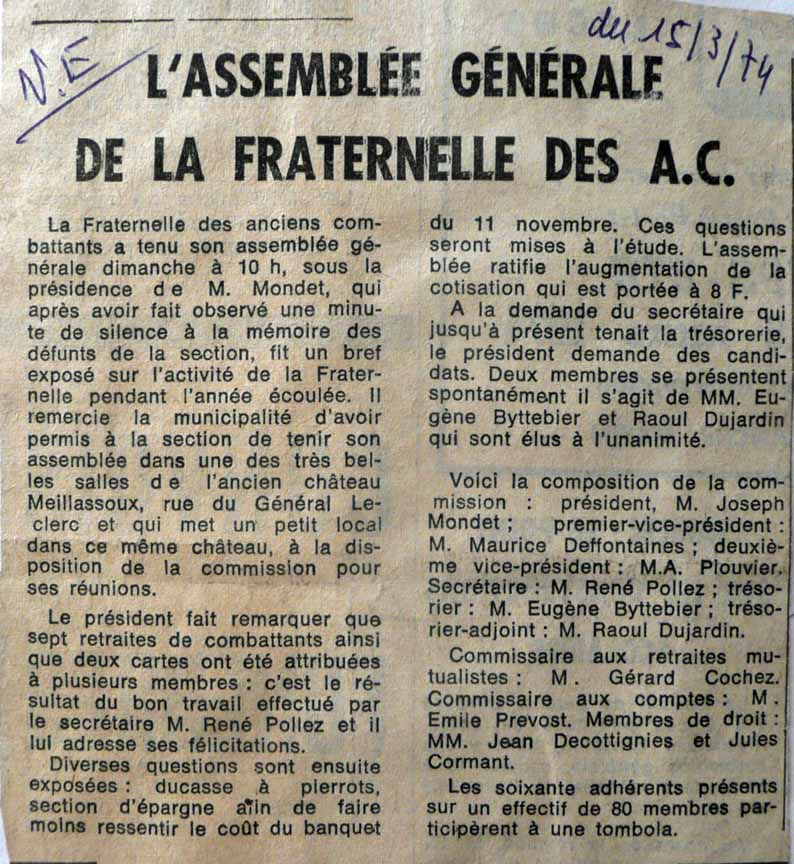 N.E
du 15/3/74
L'ASSEMBLÉE GÉNÉRALE
DE LA FRATERNELLE DES A.C.
La Fraternelle des anciens com-
battants a tenu son assemblée gé-
nérale dimanche à 10 h, sous la
présidence de M. Mondet, qui
après avoir fait observé une minu-
te de silence à la mémoire des
défunts de la section, fit un bref
exposé sur l'activité de la Frater-
nelle pendant l'année écoulée. Il
remercie la municipalité d'avoir
permis à la section de tenir son
assemblée dans une des très bel-
les salles de l'ancien château
Meillassoux, rue du Général Le-
clerc et qui met un petit local
dans ce même château, à la dis-
position de la commission pour
ses réunions.
Le président fait remarquer que
sept retraites de combattants ainsi
que deux cartes ont été attribuées
à plusieurs membres : c'est le ré-
sultat du bon travail effectué par
le secrétaire M. René Pollez et il
lui adresse ses félicitations.
Diverses questions sont ensuite
exposées : ducasse à pierrots,
section d'épargne afin de faire
moins ressentir le coût du banquet
du 11 novembre. Ces questions
seront mises à l'étude. L'assem-
blée ratifie l'augmentation de la
cotisation qui est portée à 8 F.
A la demande du secrétaire qui
jusqu'à présent tenait la trésorerie,
le président demande des candi-
dats. Deux membres se présentent
spontanément il s'agit de MM. Eu-
gène Byttebier et Raoul Dujardin
qui sont élus à l'unanimité.
Voici la composition de la com-
mission : président, M. Joseph
Mondet ; premier-vice-président :
M. Maurice Deffontaines ; deuxiè-
me vice-président : M.A. Plouvier.
Secrétaire : M. René Pollez ; tréso-
rier : M. Eugène Byttebier ; tréso-
rier-adjoint : M. Raoul Dujardin.
Commissaire aux retraites mu-
tualistes : M. Gérard Cochez.
Commissaire aux comptes : M.
Emile Prevost. Membres de droit :
MM. Jean Decottignies et Jules
Cormant.
Les soixante adhérents présents
sur un effectif de 80 membres par-
ticipèrent à une tombola.